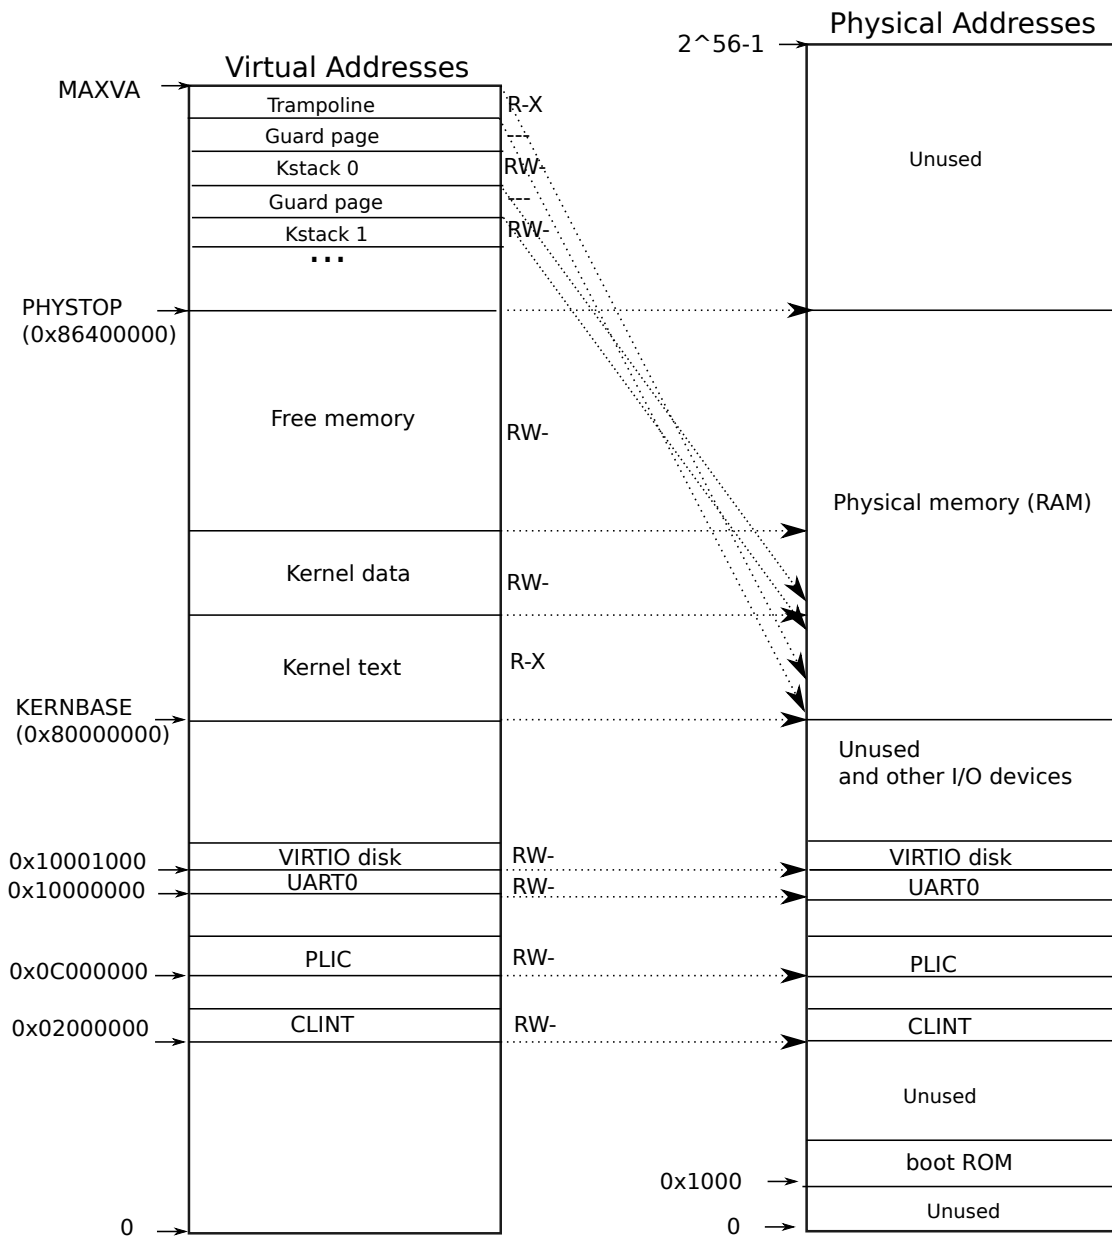 Physical Addresses
2^56-1
Virtual Addresses
MAXVA
Trampoline
R-X
Guard page
---
Unused
Kstack 0
RW-
Guard page
---
Kstack 1
RW-
...
PHYSTOP
(0x86400000)
Free memory
RW-
Physical memory (RAM)
Kernel data
RW-
Kernel text
R-X
KERNBASE
(0x80000000)
Unused
and other I/O devices
0x10001000
VIRTIO disk
RW-
VIRTIO disk
0x10000000
UART0
RW-
UART0
0x0C000000
PLIC
RW-
PLIC
0x02000000
CLINT
RW-
CLINT
Unused
boot ROM
0x1000
Unused
0
0